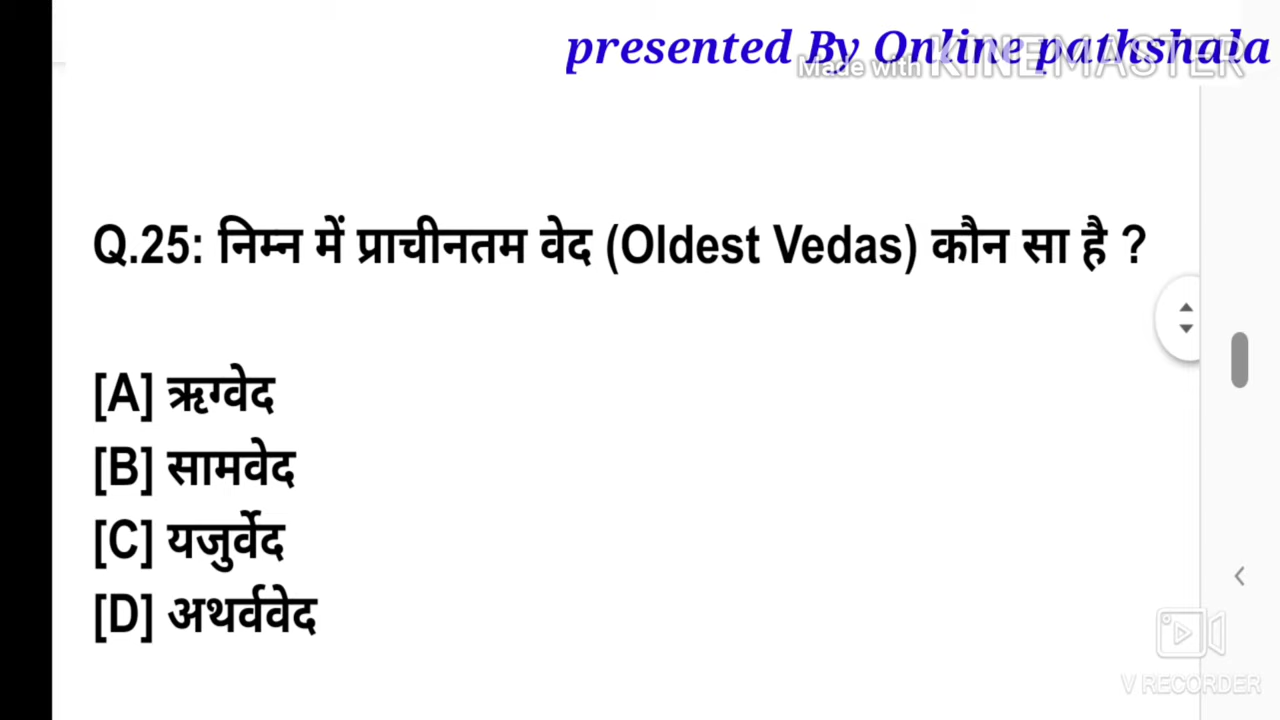 presented By Online pathshala
Made with KINEMASTER
Q.25: निम्न में प्राचीनतम वेद (Oldest Vedas) कौन सा है ?
[A] ऋग्वेद
[B] सामवेद
[C] यजुर्वेद
[D] अथर्ववेद
V RECORDER